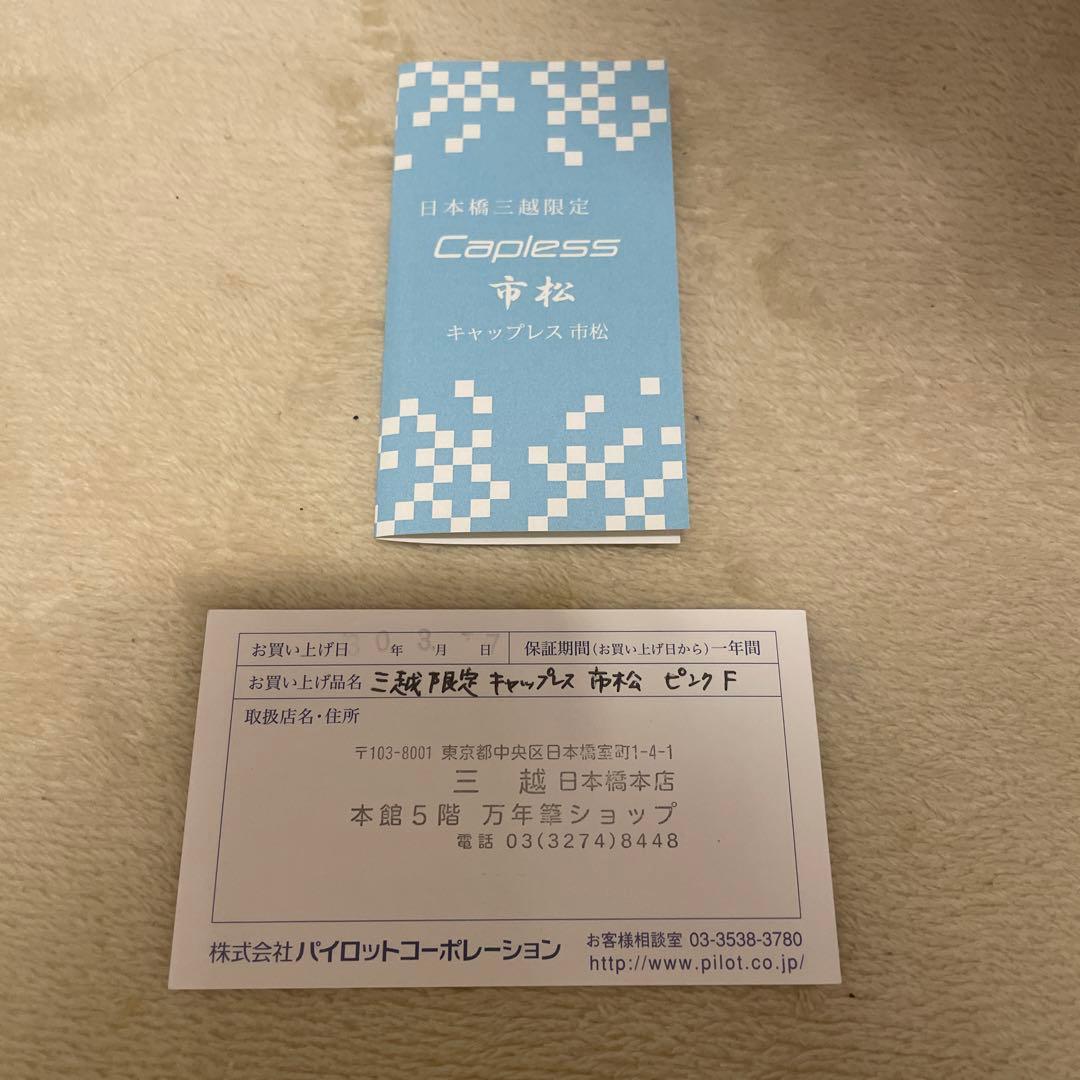 日本橋三越限定
Capless
市松
キャップレス 市松
お買い上げ日 30年 3月 -7日 保証期間(お買い上げ日から)一年間
お買い上げ品名 三越限定 キャップレス 市松 ピンク F
取扱店名・住所
〒103-8001 東京都中央区日本橋室町1-4-1
三 越 日本橋本店
本館5階 万年筆ショップ
電話 03(3274)8448
株式会社パイロットコーポレーション
お客様相談室 03-3538-3780
http://www.pilot.co.jp/